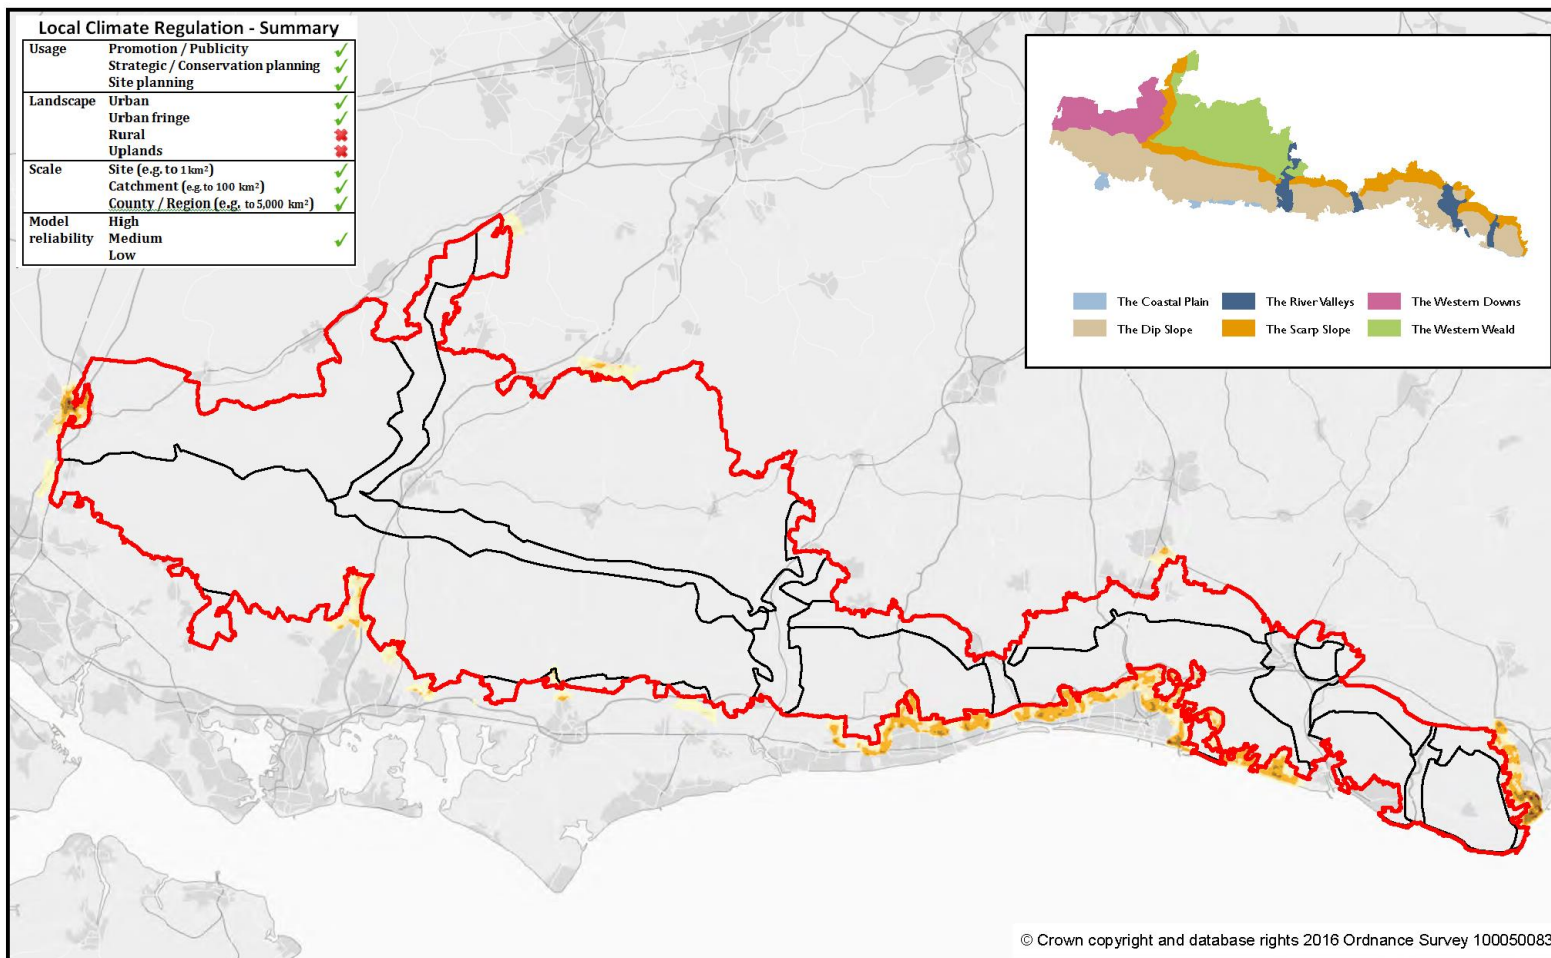 Local Climate Regulation - Summary
Usage Promotion / Publicity ✓
Strategic / Conservation planning ✓
Site planning ✓
Landscape Urban ✓
Urban fringe ✓
Rural ✖
Uplands ✖
Scale Site (e.g. to 1 km²) ✓
Catchment (e.g. to 100 km²) ✓
County / Region (e.g. to 5,000 km²) ✓
Model High
reliability Medium ✓
Low
The Coastal Plain The River Valleys The Western Downs
The Dip Slope The Scarp Slope The Western Weald
© Crown copyright and database rights 2016 Ordnance Survey 100050083